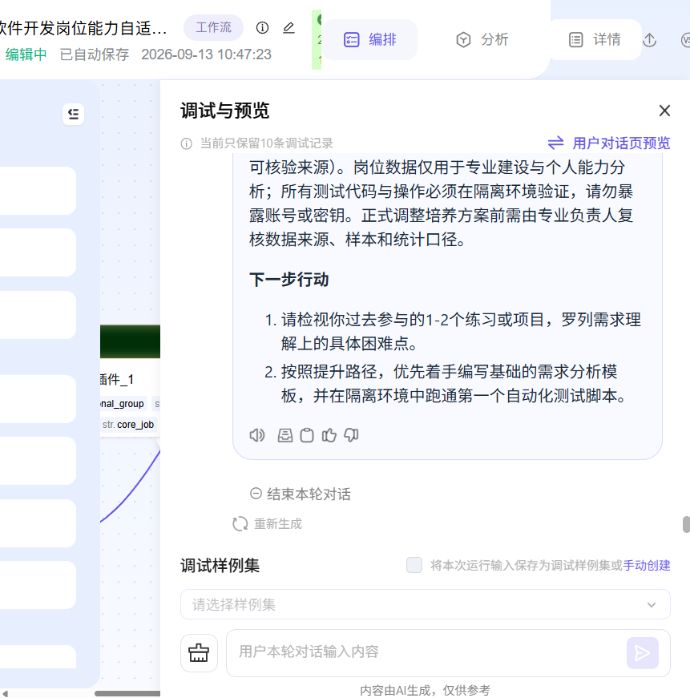 软件开发岗位能力自适... 工作流
编排 分析 详情
编辑中 已自动保存 2026-09-13 10:47:23
调试与预览
当前只保留10条调试记录 用户对话页预览
可核验来源)。岗位数据仅用于专业建设与个人能力分
析；所有测试代码与操作必须在隔离环境验证，请勿暴
露账号或密钥。正式调整培养方案前需由专业负责人复
核数据来源、样本和统计口径。
下一步行动
1. 请检视你过去参与的1-2个练习或项目，罗列需求理
解上的具体困难点。
2. 按照提升路径，优先着手编写基础的需求分析模
板，并在隔离环境中跑通第一个自动化测试脚本。
插件_1
onal_group
str. core_job
结束本轮对话
重新生成
调试样例集 将本次运行输入保存为调试样例集或手动创建
请选择样例集
用户本轮对话输入内容
内容由AI生成，仅供参考